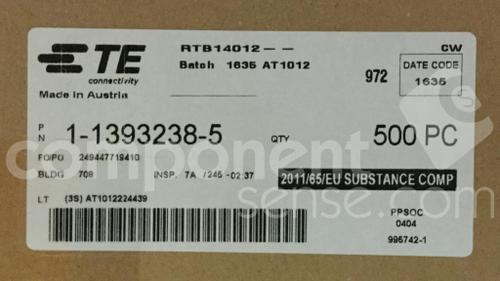 TE
connectivity
RTB14012 – –
CW
Batch 1635 AT1012
972
DATE CODE
1635
Made in Austria
PN 1-1393238-5
QTY 500 PC
FO/PO 249447719410
BLDG 708 INSP. 7A /245 -02:37
2011/65/EU SUBSTANCE COMP
LT (3S) AT1012224439
PPSOC
0404
996742-1
component
sense.com